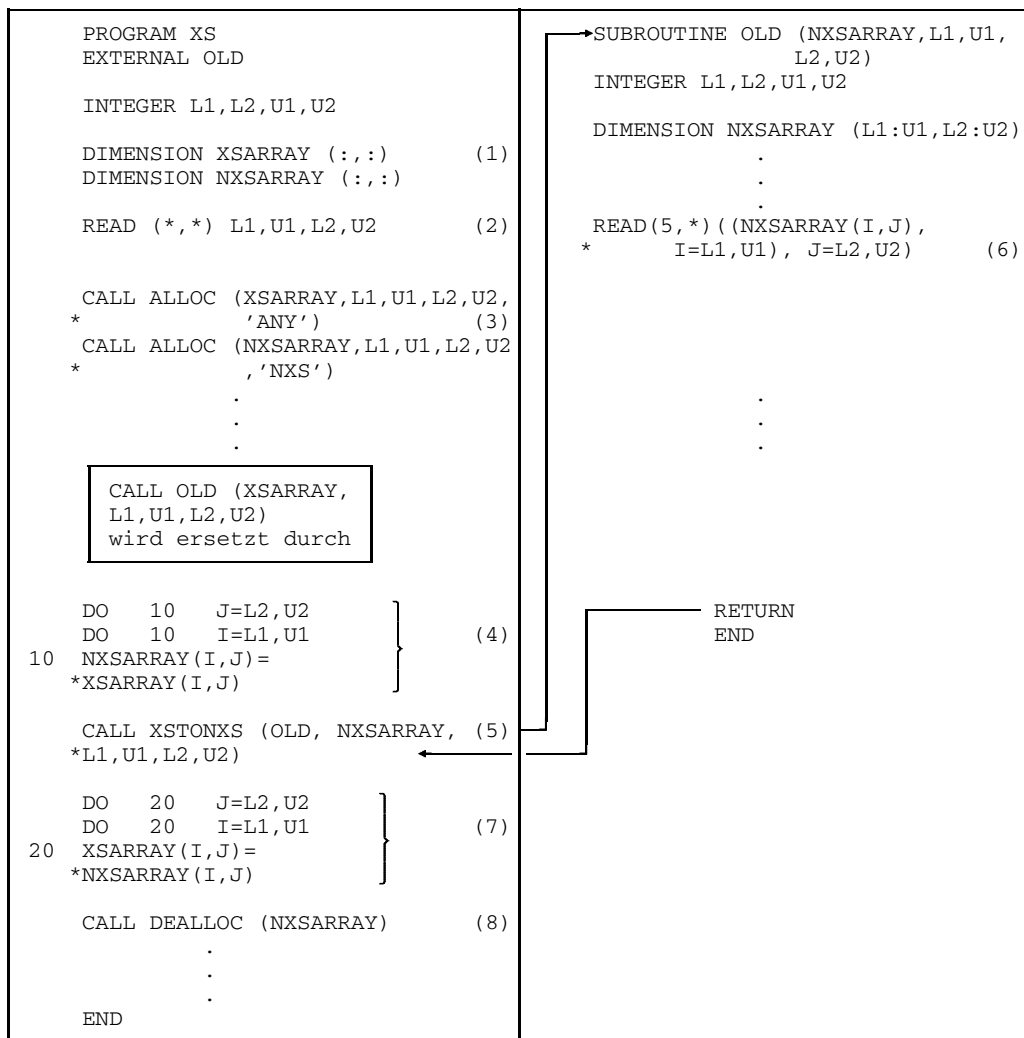 PROGRAM XS
EXTERNAL OLD
INTEGER L1,L2,U1,U2
DIMENSION XSARRAY (:,:) (1)
DIMENSION NXSARRAY (:,:)
READ (*,*) L1,U1,L2,U2 (2)
CALL ALLOC (XSARRAY,L1,U1,L2,U2,
* 'ANY') (3)
CALL ALLOC (NXSARRAY,L1,U1,L2,U2
* ,'NXS')
.
.
.
CALL OLD (XSARRAY,
L1,U1,L2,U2)
wird ersetzt durch
DO 10 J=L2,U2
DO 10 I=L1,U1 (4)
10 NXSARRAY(I,J)=
*XSARRAY(I,J)
CALL XSTONXS (OLD, NXSARRAY, (5)
*L1,U1,L2,U2)
DO 20 J=L2,U2
DO 20 I=L1,U1 (7)
20 XSARRAY(I,J)=
*NXSARRAY(I,J)
CALL DEALLOC (NXSARRAY) (8)
.
.
.
END
SUBROUTINE OLD (NXSARRAY,L1,U1,
L2,U2)
INTEGER L1,L2,U1,U2
DIMENSION NXSARRAY (L1:U1,L2:U2)
.
.
.
READ(5,*)((NXSARRAY(I,J),
* I=L1,U1), J=L2,U2) (6)
.
.
.
RETURN
END